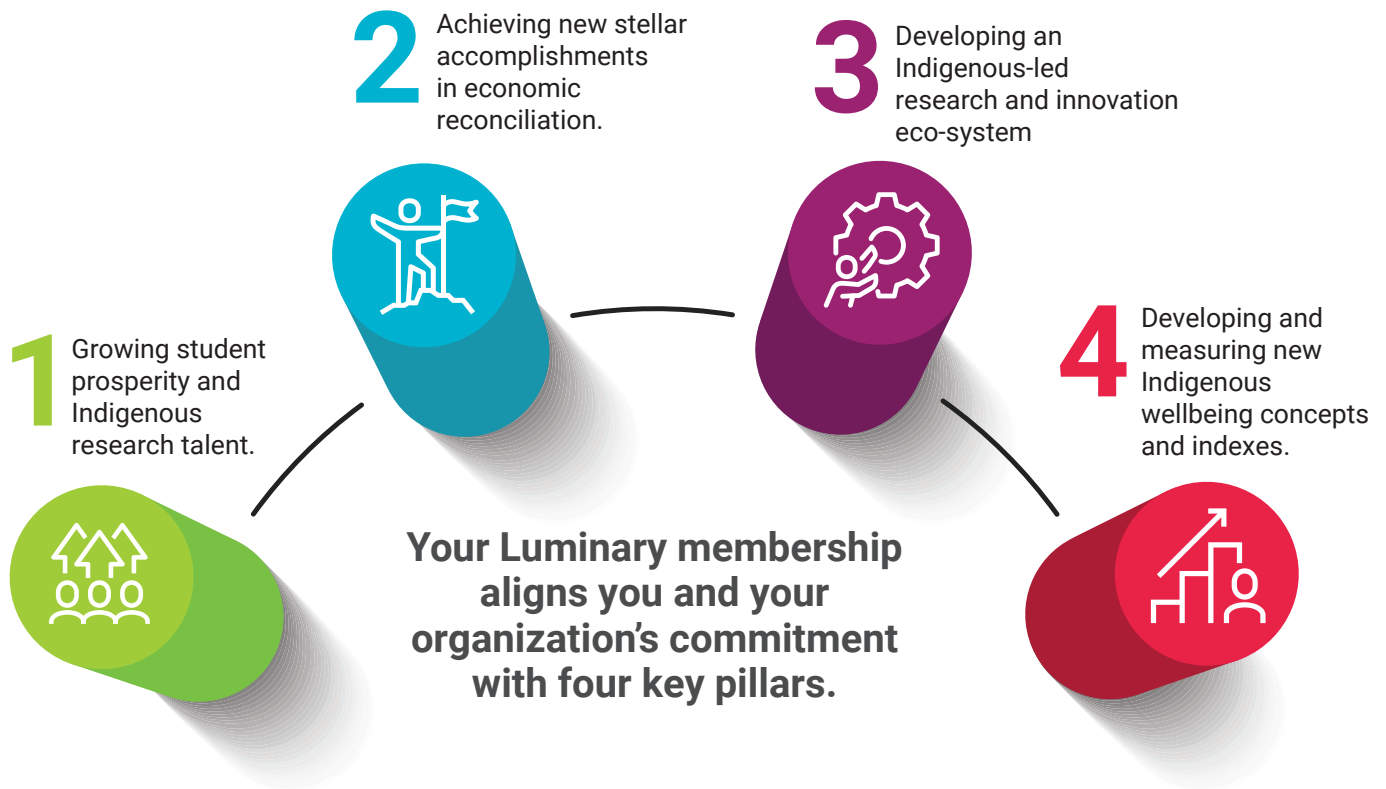 1
Growing student
prosperity and
Indigenous
research talent.
2
Achieving new stellar
accomplishments
in economic
reconciliation.
3
Developing an
Indigenous-led
research and innovation
eco-system
4
Developing and
measuring new
Indigenous
wellbeing concepts
and indexes.
Your Luminary membership
aligns you and your
organization’s commitment
with four key pillars.